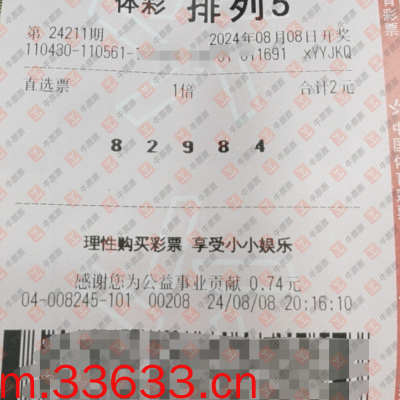 体彩 排列5
第 24211期 2024年08月08日开奖
110430-110561- 011691 xYYJKQ
直选票 1倍 合计2元
8 2 9 8 4
理性购买彩票 享受小小娱乐
感谢您为公益事业贡献 0.74元
04-008245-101 00208 24/08/08 20:16:10
m.33633.cn